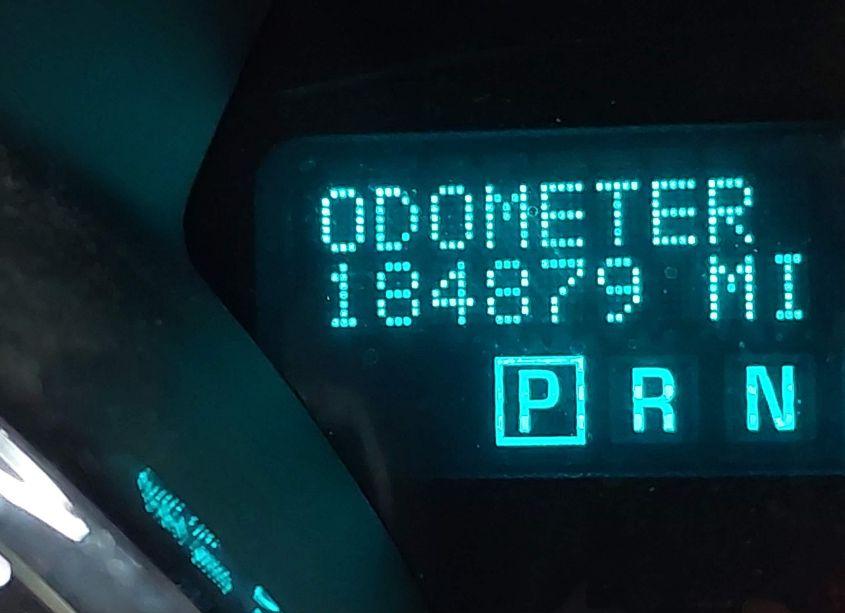 ODOMETER
184879 MI
P R N